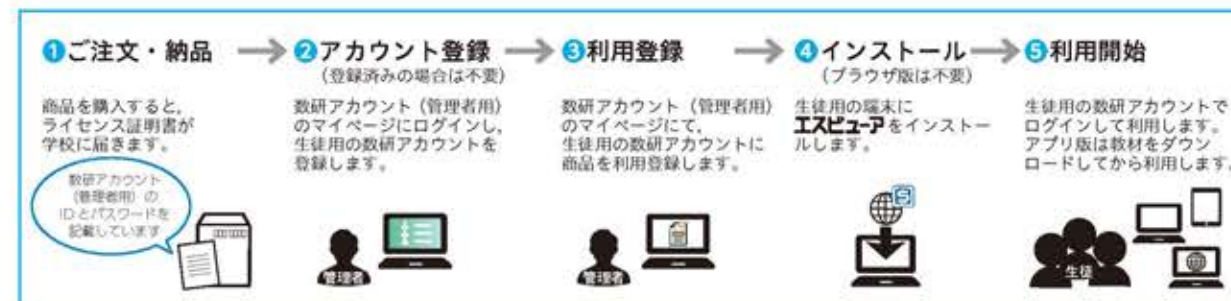 ❶ご注文・納品
商品を購入すると,
ライセンス証明書が
学校に届きます。
数研アカウント
(管理者用)の
IDとパスワードを
記載しています
❷アカウント登録
(登録済みの場合は不要)
数研アカウント(管理者用)
のマイページにログインし,
生徒用の数研アカウントを
登録します。
管理者
❸利用登録
数研アカウント(管理者用)
のマイページにて,
生徒用の数研アカウントに
商品を利用登録します。
管理者
❹インストール
(ブラウザ版は不要)
生徒用の端末に
エスビューアをインストー
ルします。
❺利用開始
生徒用の数研アカウントで
ログインして利用します。
アプリ版は教材をダウン
ロードしてから利用します。
生徒